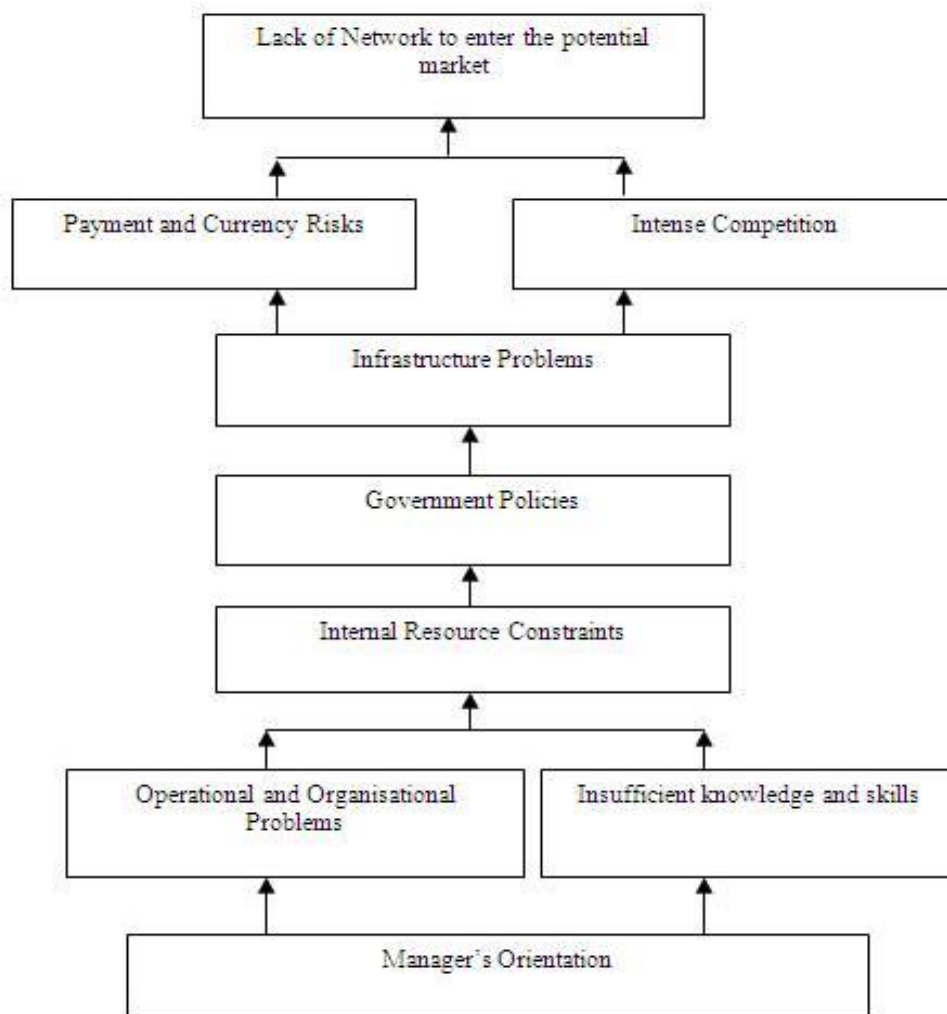 Lack of Network to enter the potential
market
Payment and Currency Risks
Intense Competition
Infrastructure Problems
Government Policies
Internal Resource Constraints
Operational and Organisational
Problems
Insufficient knowledge and skills
Manager’s Orientation